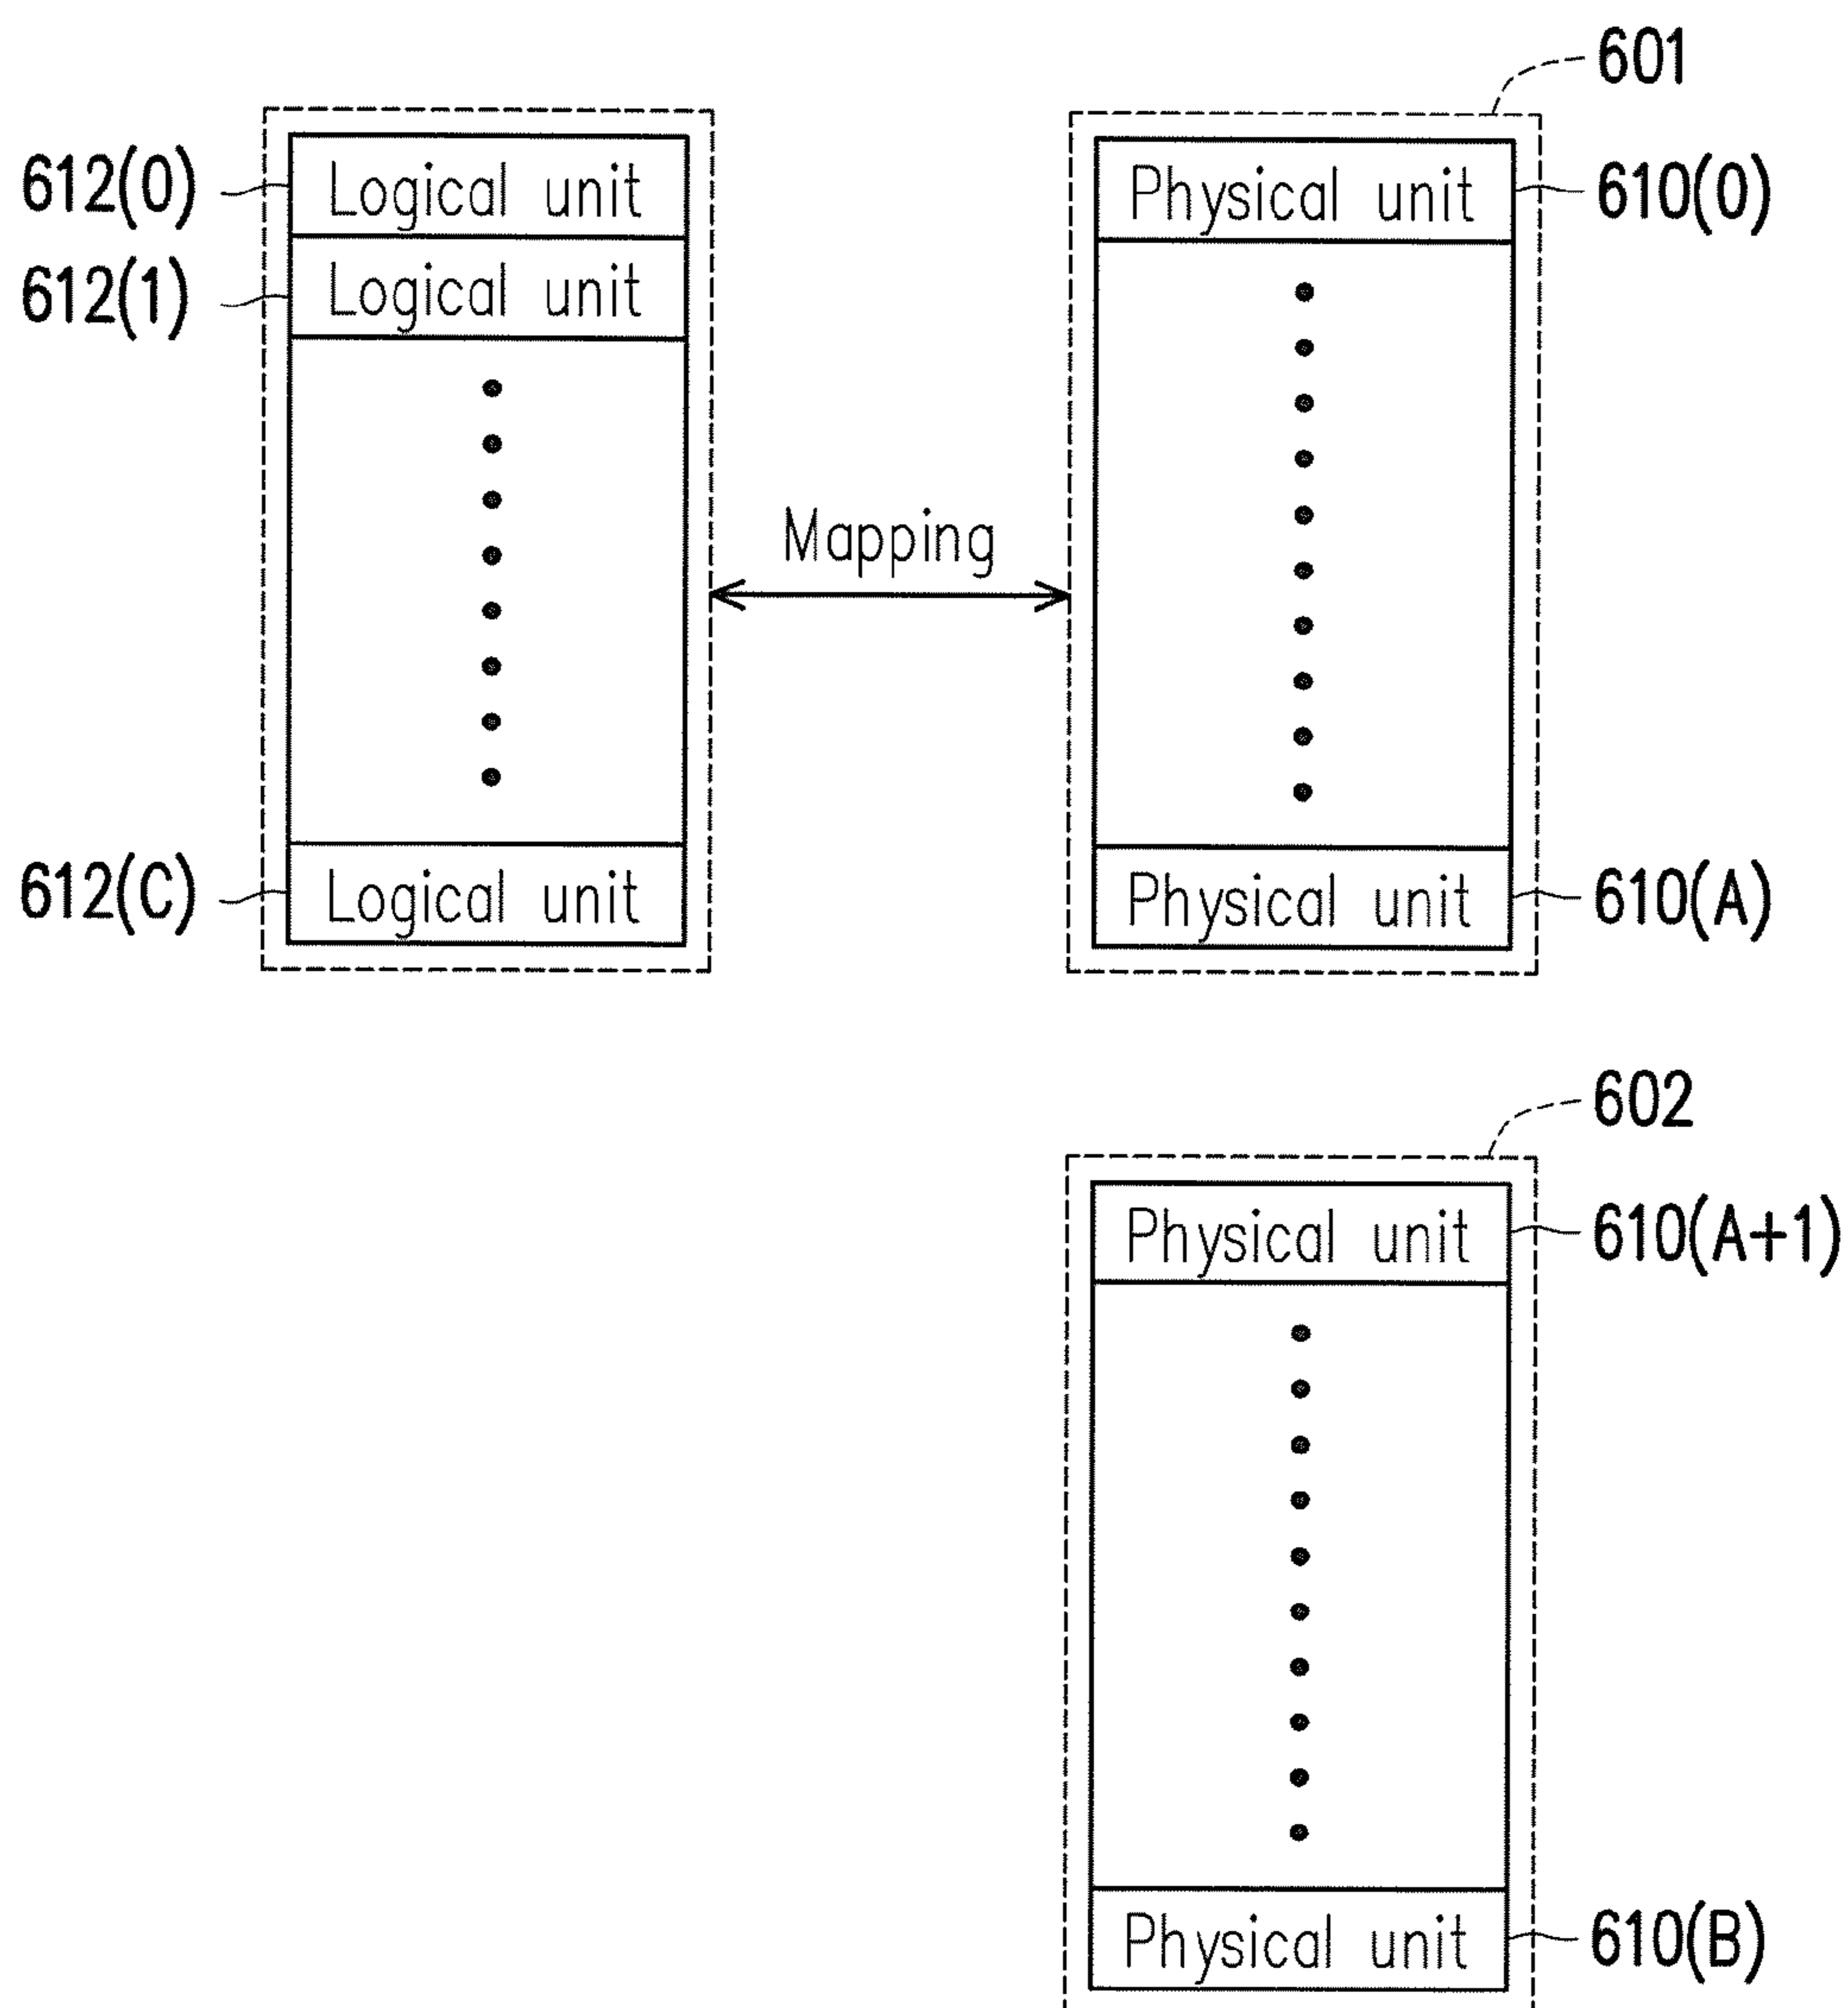 601
612(0) Logical unit Physical unit 610(0)
612(1) Logical unit
Mapping
612(C) Logical unit Physical unit 610(A)
602
Physical unit 610(A+1)
Physical unit 610(B)